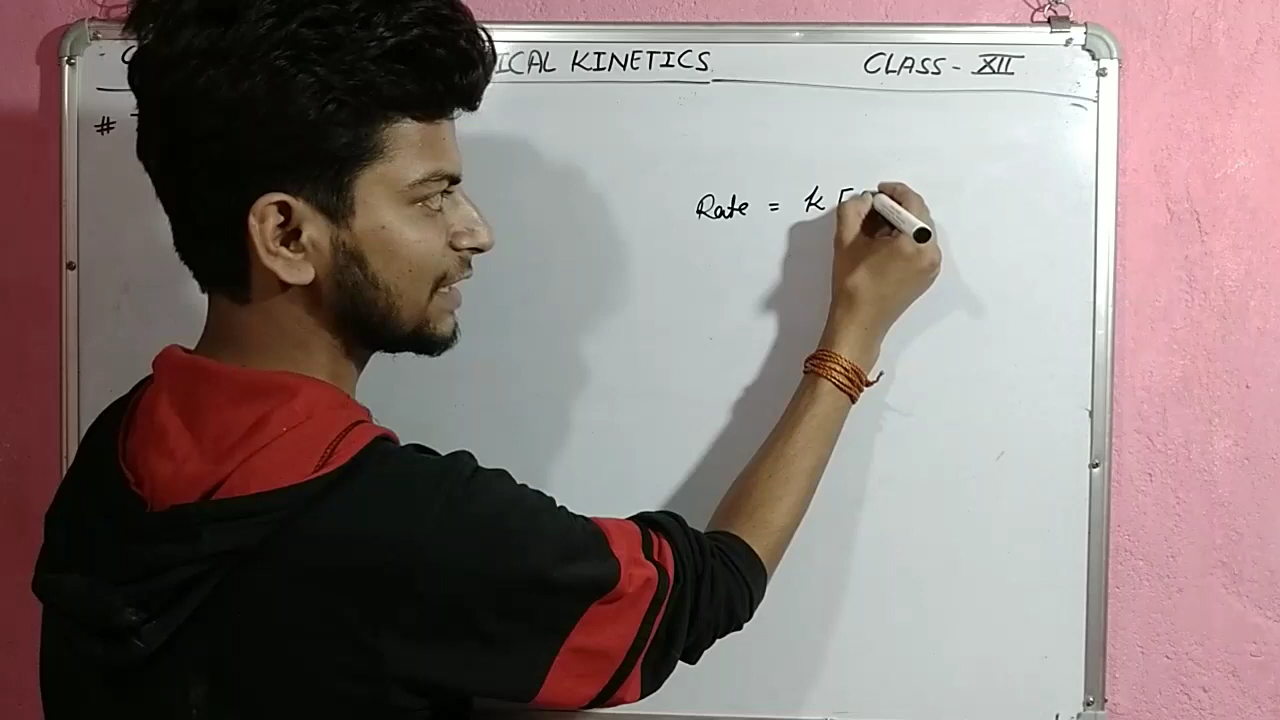 ICAL KINETICS CLASS - XII
#
Rate = k [